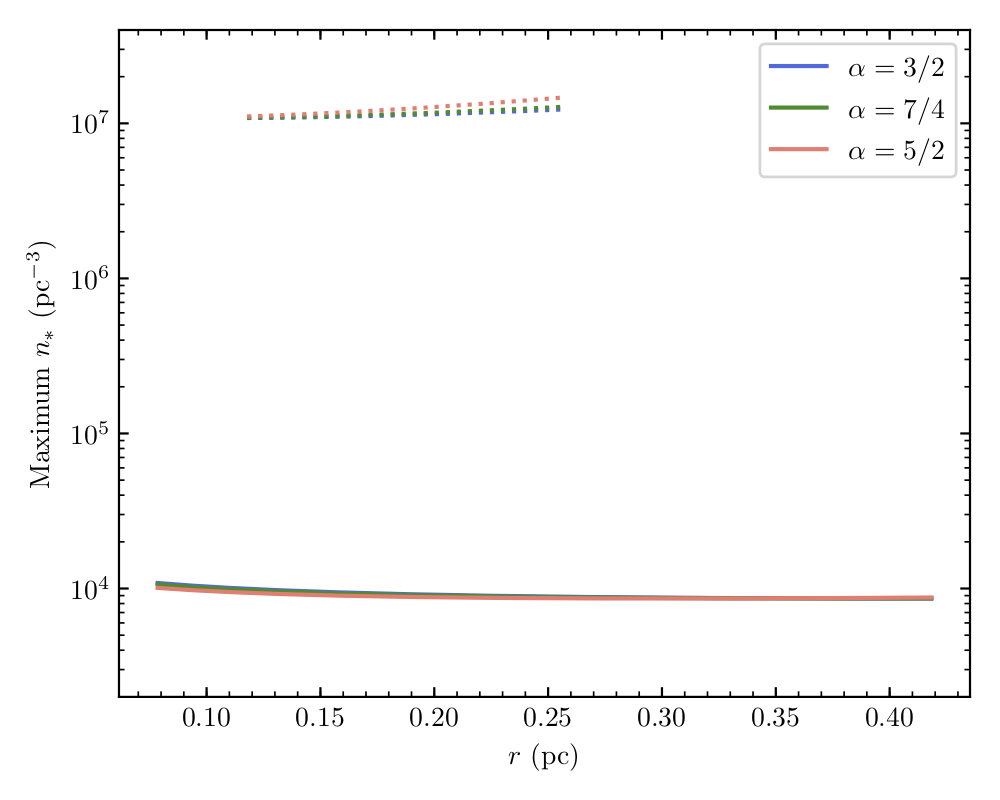 α = 3/2
α = 7/4
α = 5/2
Maximum n* (pc⁻³)
10⁷
10⁶
10⁵
10⁴
0.10 0.15 0.20 0.25 0.30 0.35 0.40
r (pc)